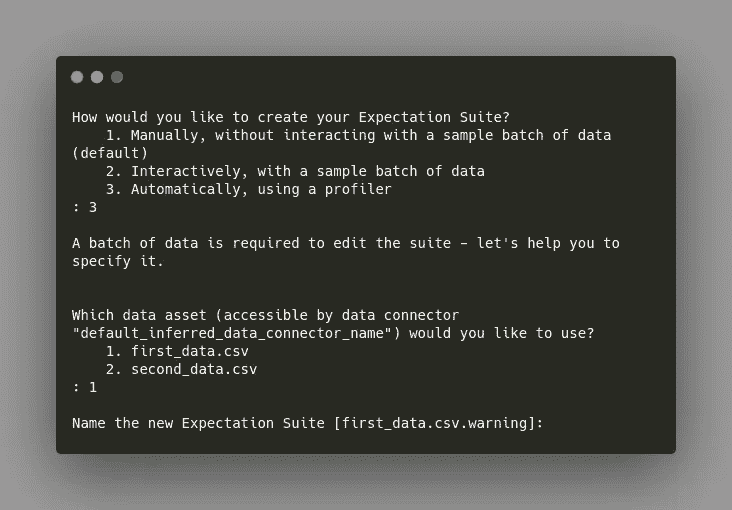 How would you like to create your Expectation Suite?
    1. Manually, without interacting with a sample batch of data
(default)
    2. Interactively, with a sample batch of data
    3. Automatically, using a profiler
: 3
A batch of data is required to edit the suite - let's help you to
specify it.
Which data asset (accessible by data connector
"default_inferred_data_connector_name") would you like to use?
    1. first_data.csv
    2. second_data.csv
: 1
Name the new Expectation Suite [first_data.csv.warning]: